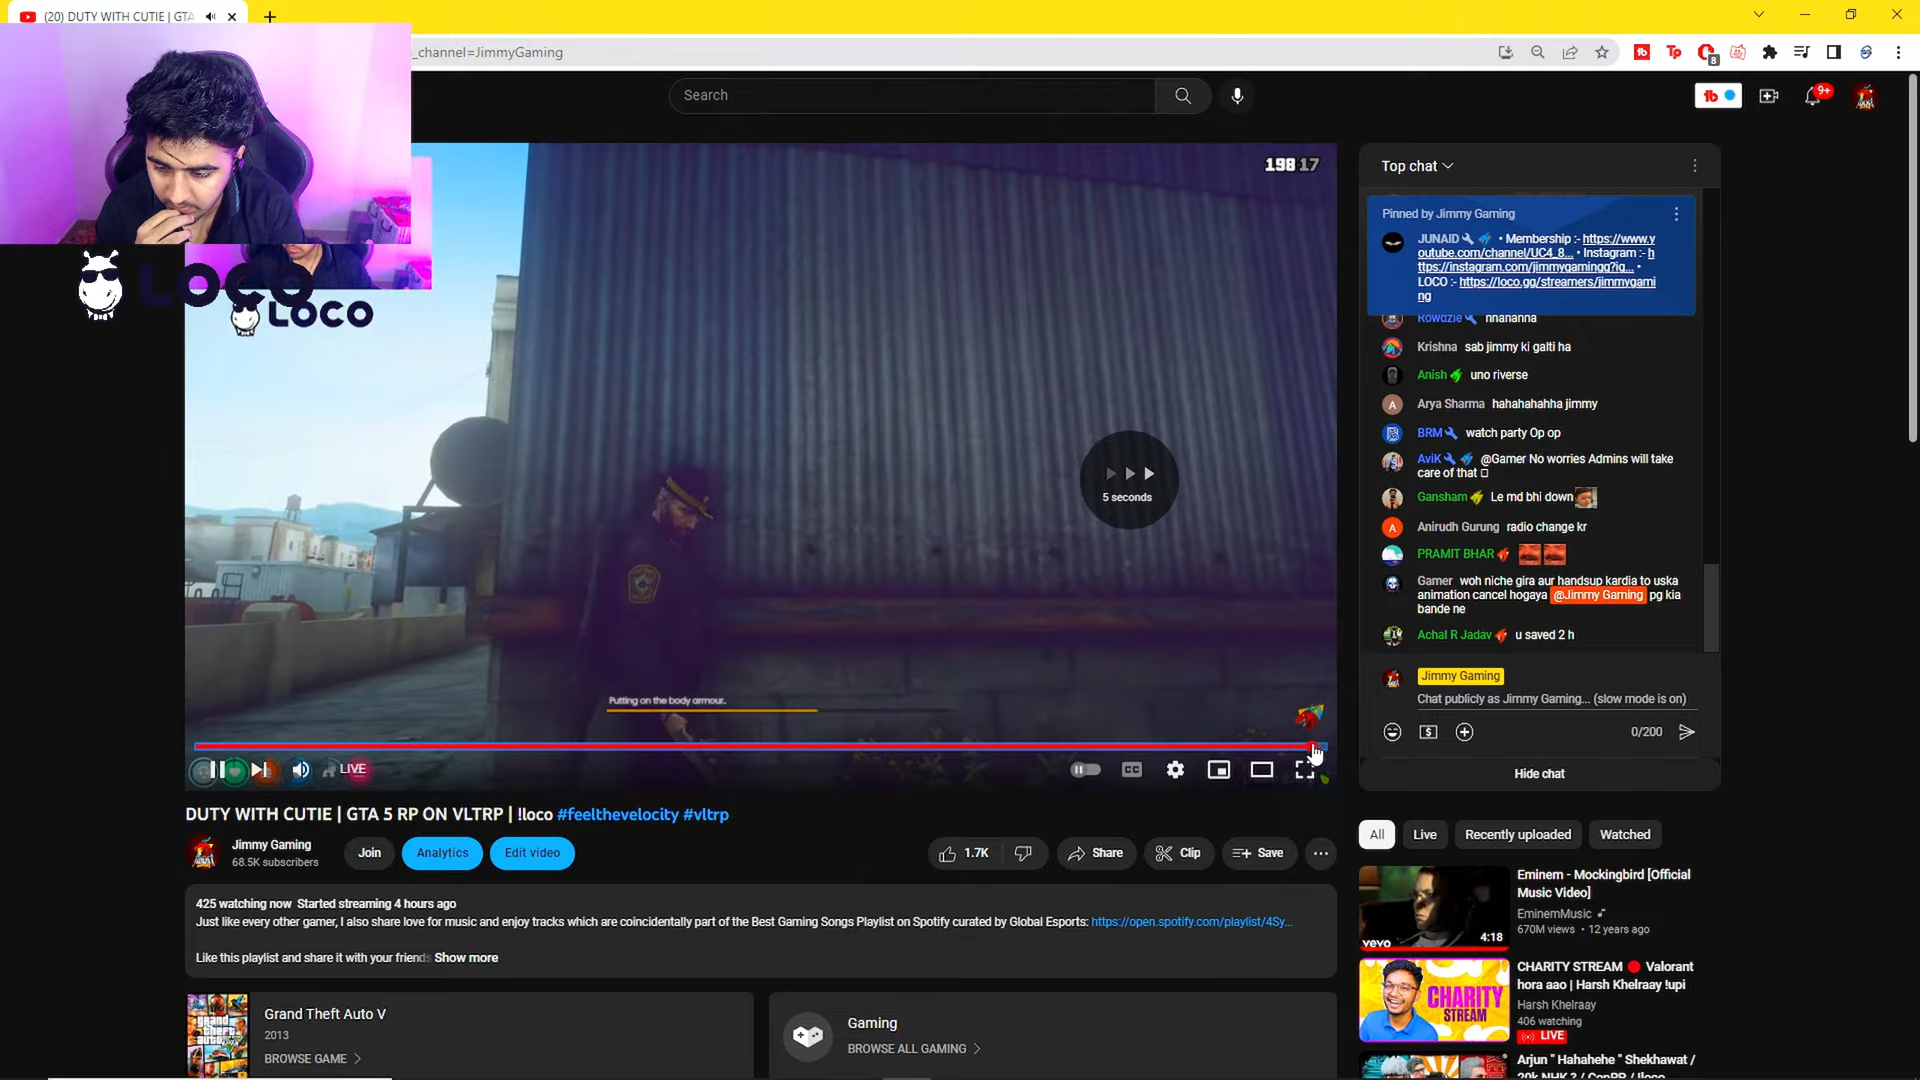 (20) DUTY WITH CUTIE | GTA
_channel=JimmyGaming
8
Search
9+
198 17
LOCO
LOCO
5 seconds
Putting on the body armour..
LIVE
CC
Top chat
Pinned by Jimmy Gaming
JUNAID • Membership :- https://www.y
outube.com/channel/UC4_8... • Instagram :- h
ttps://instagram.com/jimmygamingg?ig... •
LOCO :- https://loco.gg/streamers/jimmygami
ng
Rowdzie hhahanha
Krishna sab jimmy ki galti ha
Anish uno riverse
Arya Sharma hahahahahha jimmy
BRM watch party Op op
AviK @Gamer No worries Admins will take
care of that
Gansham Le md bhi down
Anirudh Gurung radio change kr
PRAMIT BHAR
Gamer woh niche gira aur handsup kardia to uska
animation cancel hogaya @Jimmy Gaming pg kia
bande ne
Achal R Jadav u saved 2 h
Jimmy Gaming
Chat publicly as Jimmy Gaming... (slow mode is on)
0/200
Hide chat
DUTY WITH CUTIE | GTA 5 RP ON VLTRP | !loco #feelthevelocity #vltrp
Jimmy Gaming
68.5K subscribers
Join
Analytics
Edit video
1.7K
Share
Clip
Save
425 watching now Started streaming 4 hours ago
Just like every other gamer, I also share love for music and enjoy tracks which are coincidentally part of the Best Gaming Songs Playlist on Spotify curated by Global Esports: https://open.spotify.com/playlist/4Sy...
Like this playlist and share it with your friends Show more
Grand Theft Auto V
2013
BROWSE GAME
Gaming
BROWSE ALL GAMING
All
Live
Recently uploaded
Watched
vevo
4:18
Eminem - Mockingbird [Official
Music Video]
EminemMusic
670M views • 12 years ago
CHARITY
STREAM
CHARITY STREAM Valorant
hora aao | Harsh Khelraay !upi
Harsh Khelraay
406 watching
LIVE
Arjun " Hahahehe " Shekhawat /